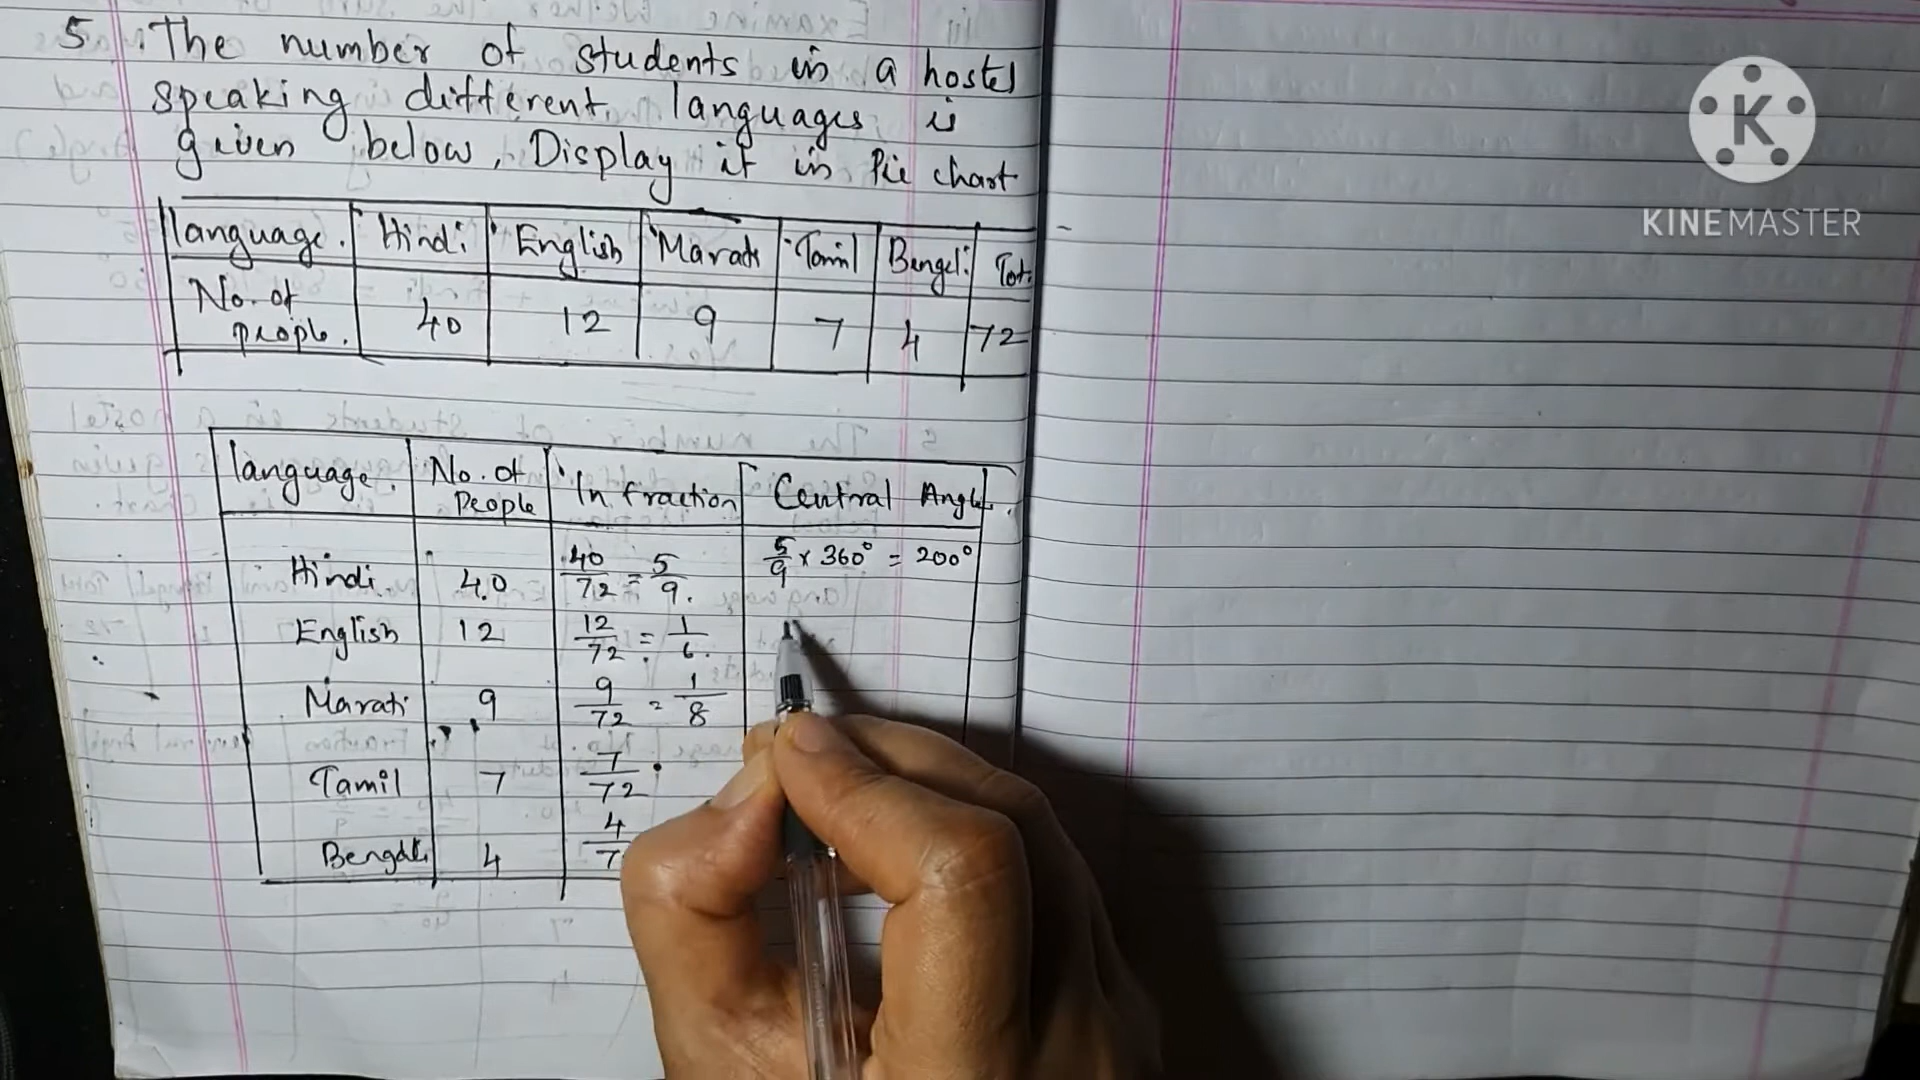 5. The number of students in a hostel
speaking different languages is
given below, Display it in Pie chart
language. Hindi English Marati Tamil Bengali Tot.
No. of people. 40 12 9 7 4 72
language. No. of People In fraction Central Angle.
Hindi 40 40/72 = 5/9. 5/9 x 360° = 200°
English 12 12/72 = 1/6.
Marati 9 9/72 = 1/8
Tamil 7 7/72
Bengali 4 4/7
K
KINEMASTER